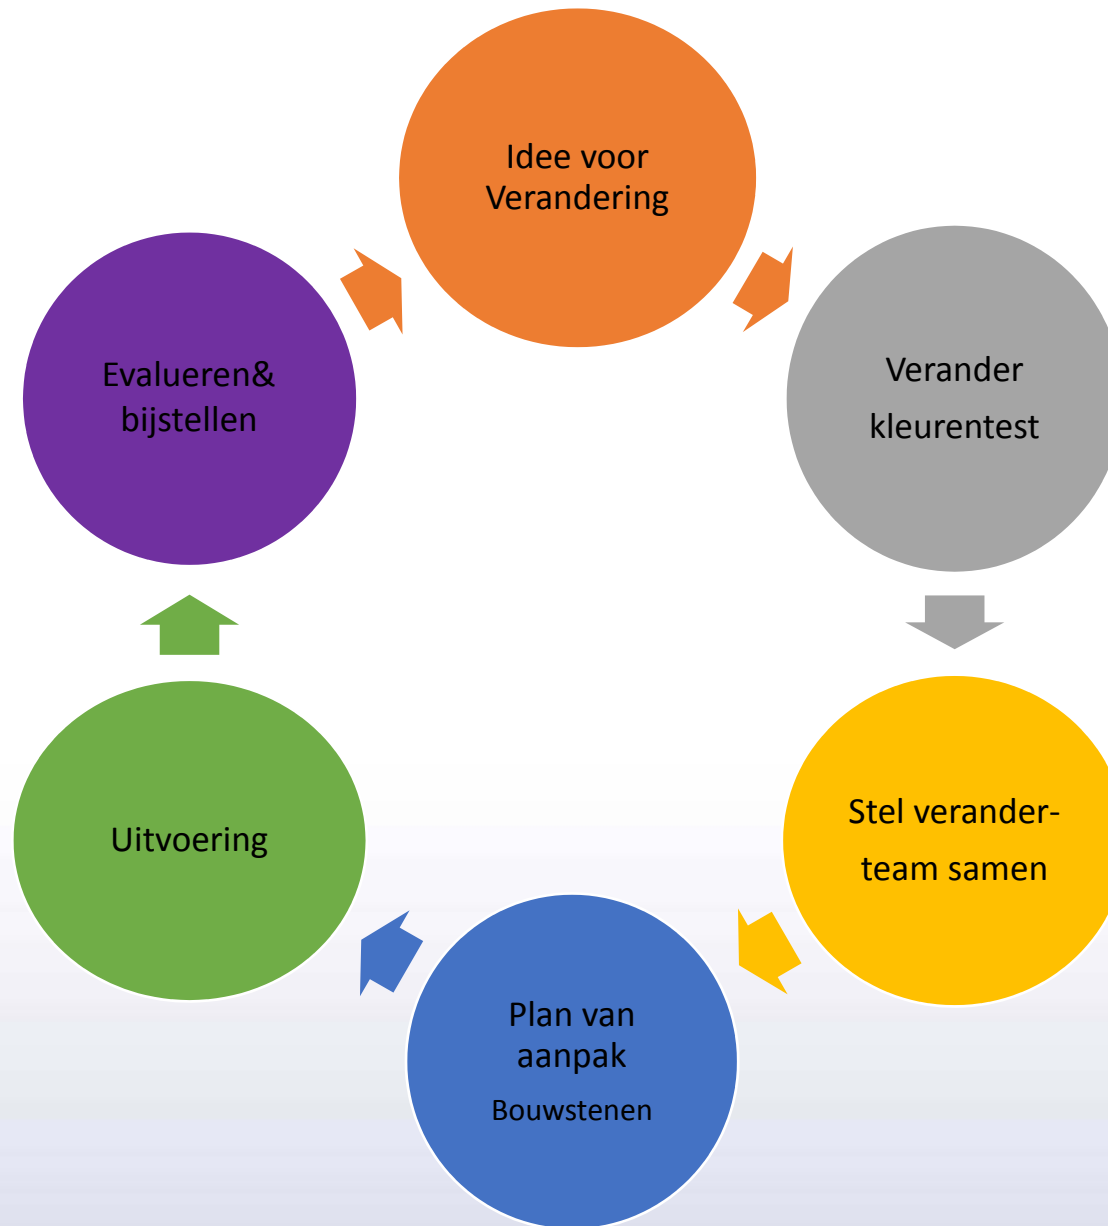 Idee voor
Verandering
Verander
kleurentest
Stel verander-
team samen
Plan van
aanpak
Bouwstenen
Uitvoering
Evalueren&
bijstellen